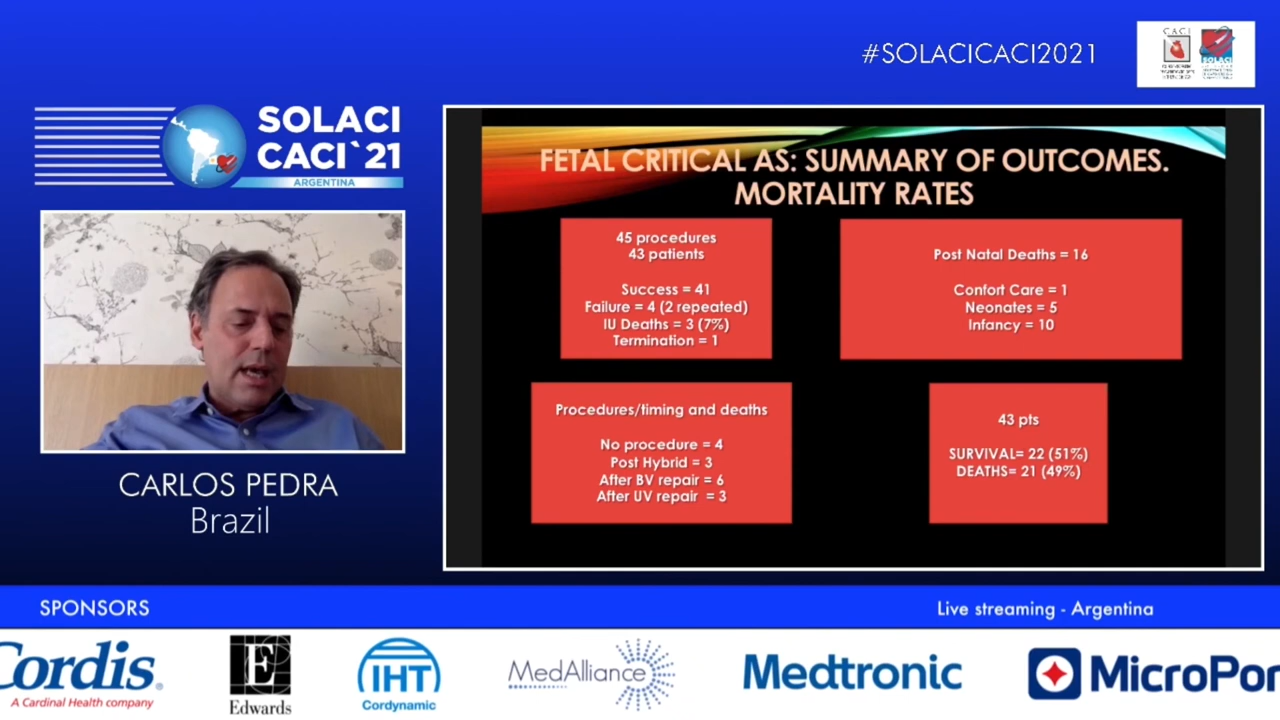 #SOLACICACI2021
CACI
SOLACI
SOLACI
CACI`21
ARGENTINA
FETAL CRITICAL AS: SUMMARY OF OUTCOMES.
MORTALITY RATES
45 procedures
43 patients
Success = 41
Failure = 4 (2 repeated)
IU Deaths = 3 (7%)
Termination = 1
Post Natal Deaths = 16
Confort Care = 1
Neonates = 5
Infancy = 10
Procedures/timing and deaths
No procedure = 4
Post Hybrid = 3
After BV repair = 6
After UV repair = 3
43 pts
SURVIVAL= 22 (51%)
DEATHS= 21 (49%)
CARLOS PEDRA
Brazil
SPONSORS
Live streaming - Argentina
Cordis
A Cardinal Health company
E
Edwards
IHT
Cordynamic
MedAlliance
Medtronic
MicroPor